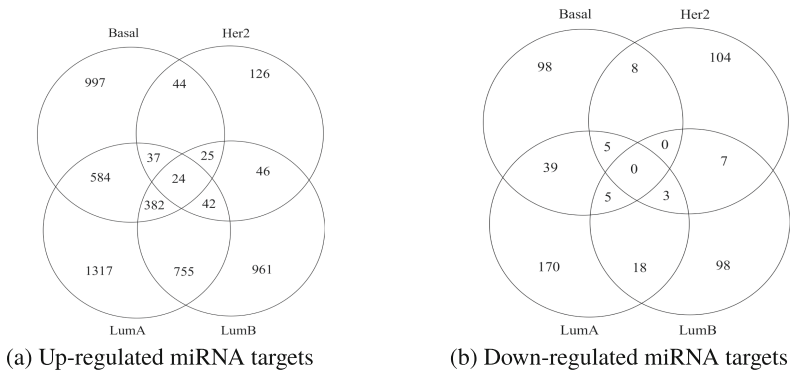 Basal Her2
997 44 126
37 25
584 24 46
382 42
1317 755 961
LumA LumB
(a) Up-regulated miRNA targets
Basal Her2
98 8 104
5 0
39 0 7
5 3
170 18 98
LumA LumB
(b) Down-regulated miRNA targets